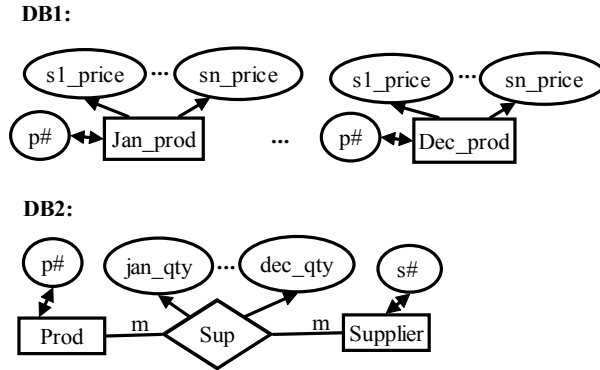 DB1:
s1_price ... sn_price s1_price ... sn_price
p# Jan_prod ... p# Dec_prod
DB2:
p# jan_qty ... dec_qty s#
Prod m Sup m Supplier